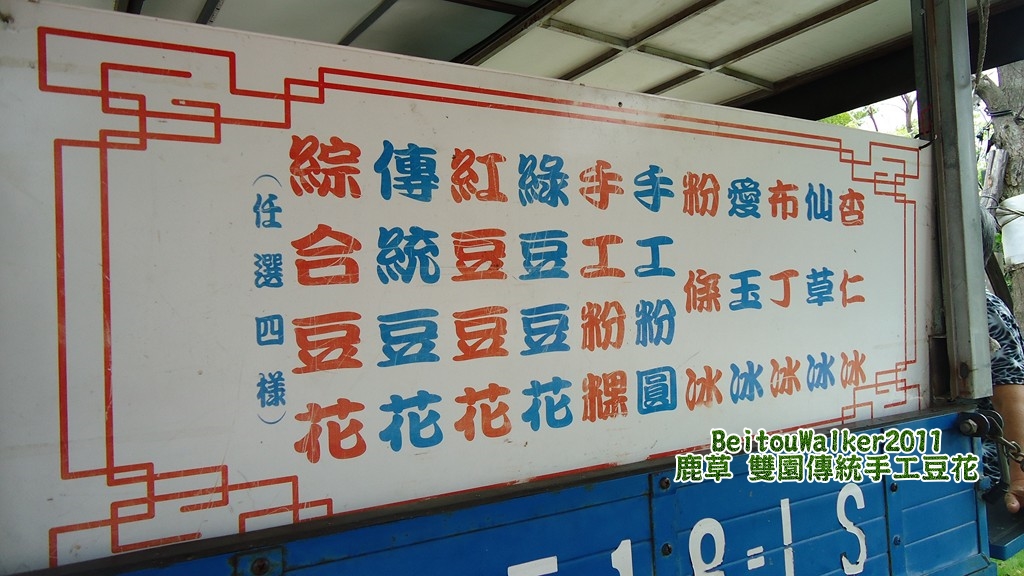 杏仁冰
仙草冰
布丁冰
愛玉冰
粉條冰
手工粉圓
手工粉粿
綠豆豆花
紅豆豆花
傳統豆花
綜合豆花
(任選四樣)
BeitouWalker2011
鹿草 雙園傳統手工豆花